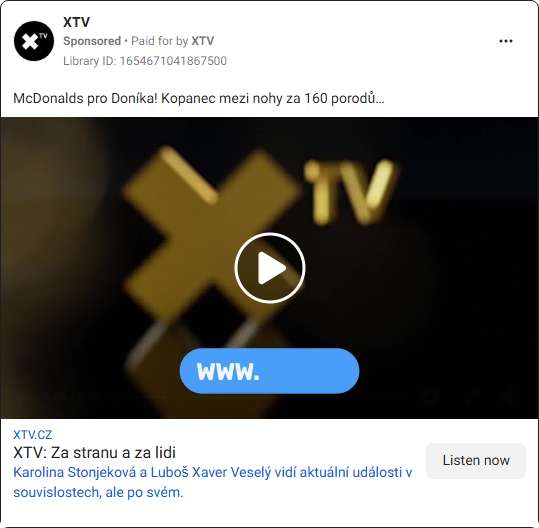 XTV
Sponsored • Paid for by XTV
Library ID: 1654671041867500
McDonalds pro Doníka! Kopanec mezi nohy za 160 porodů...
XTV
WWW.
XTV.CZ
XTV: Za stranu a za lidi
Karolina Stonjeková a Luboš Xaver Veselý vidí aktuální události v
souvislostech, ale po svém.
Listen now